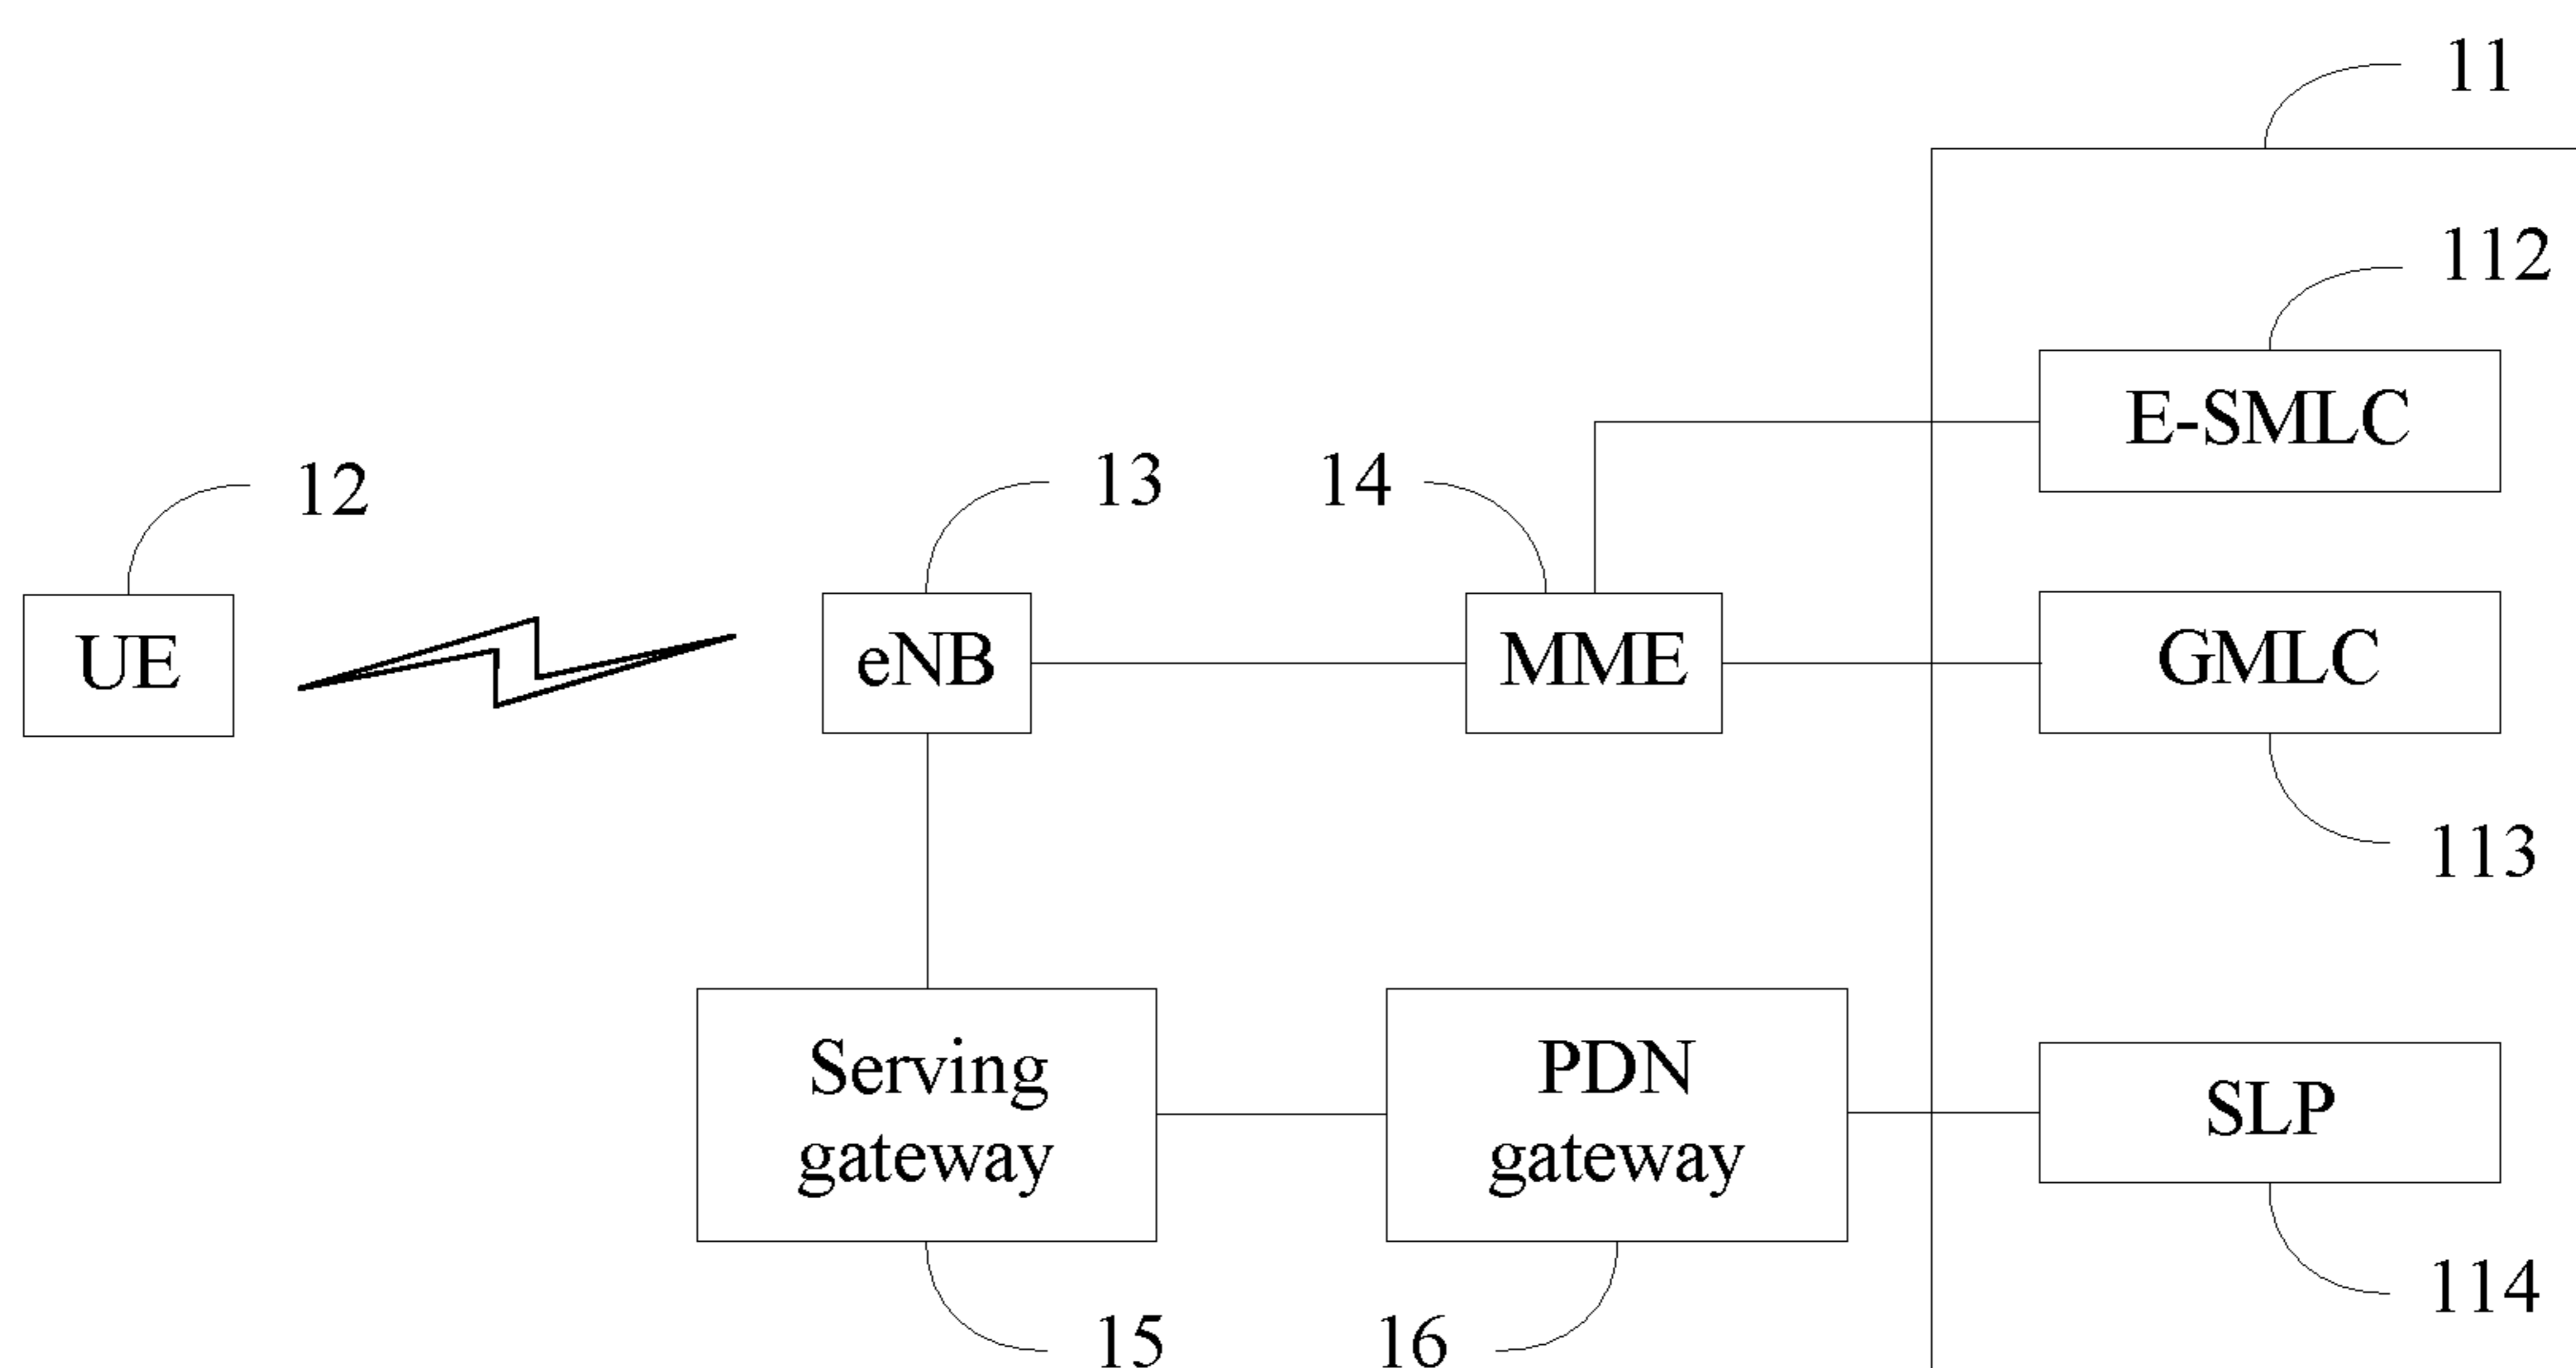 11
112
E-SMLC
12
13
14
UE
eNB
MME
GMLC
113
Serving
gateway
PDN
gateway
SLP
15
16
114